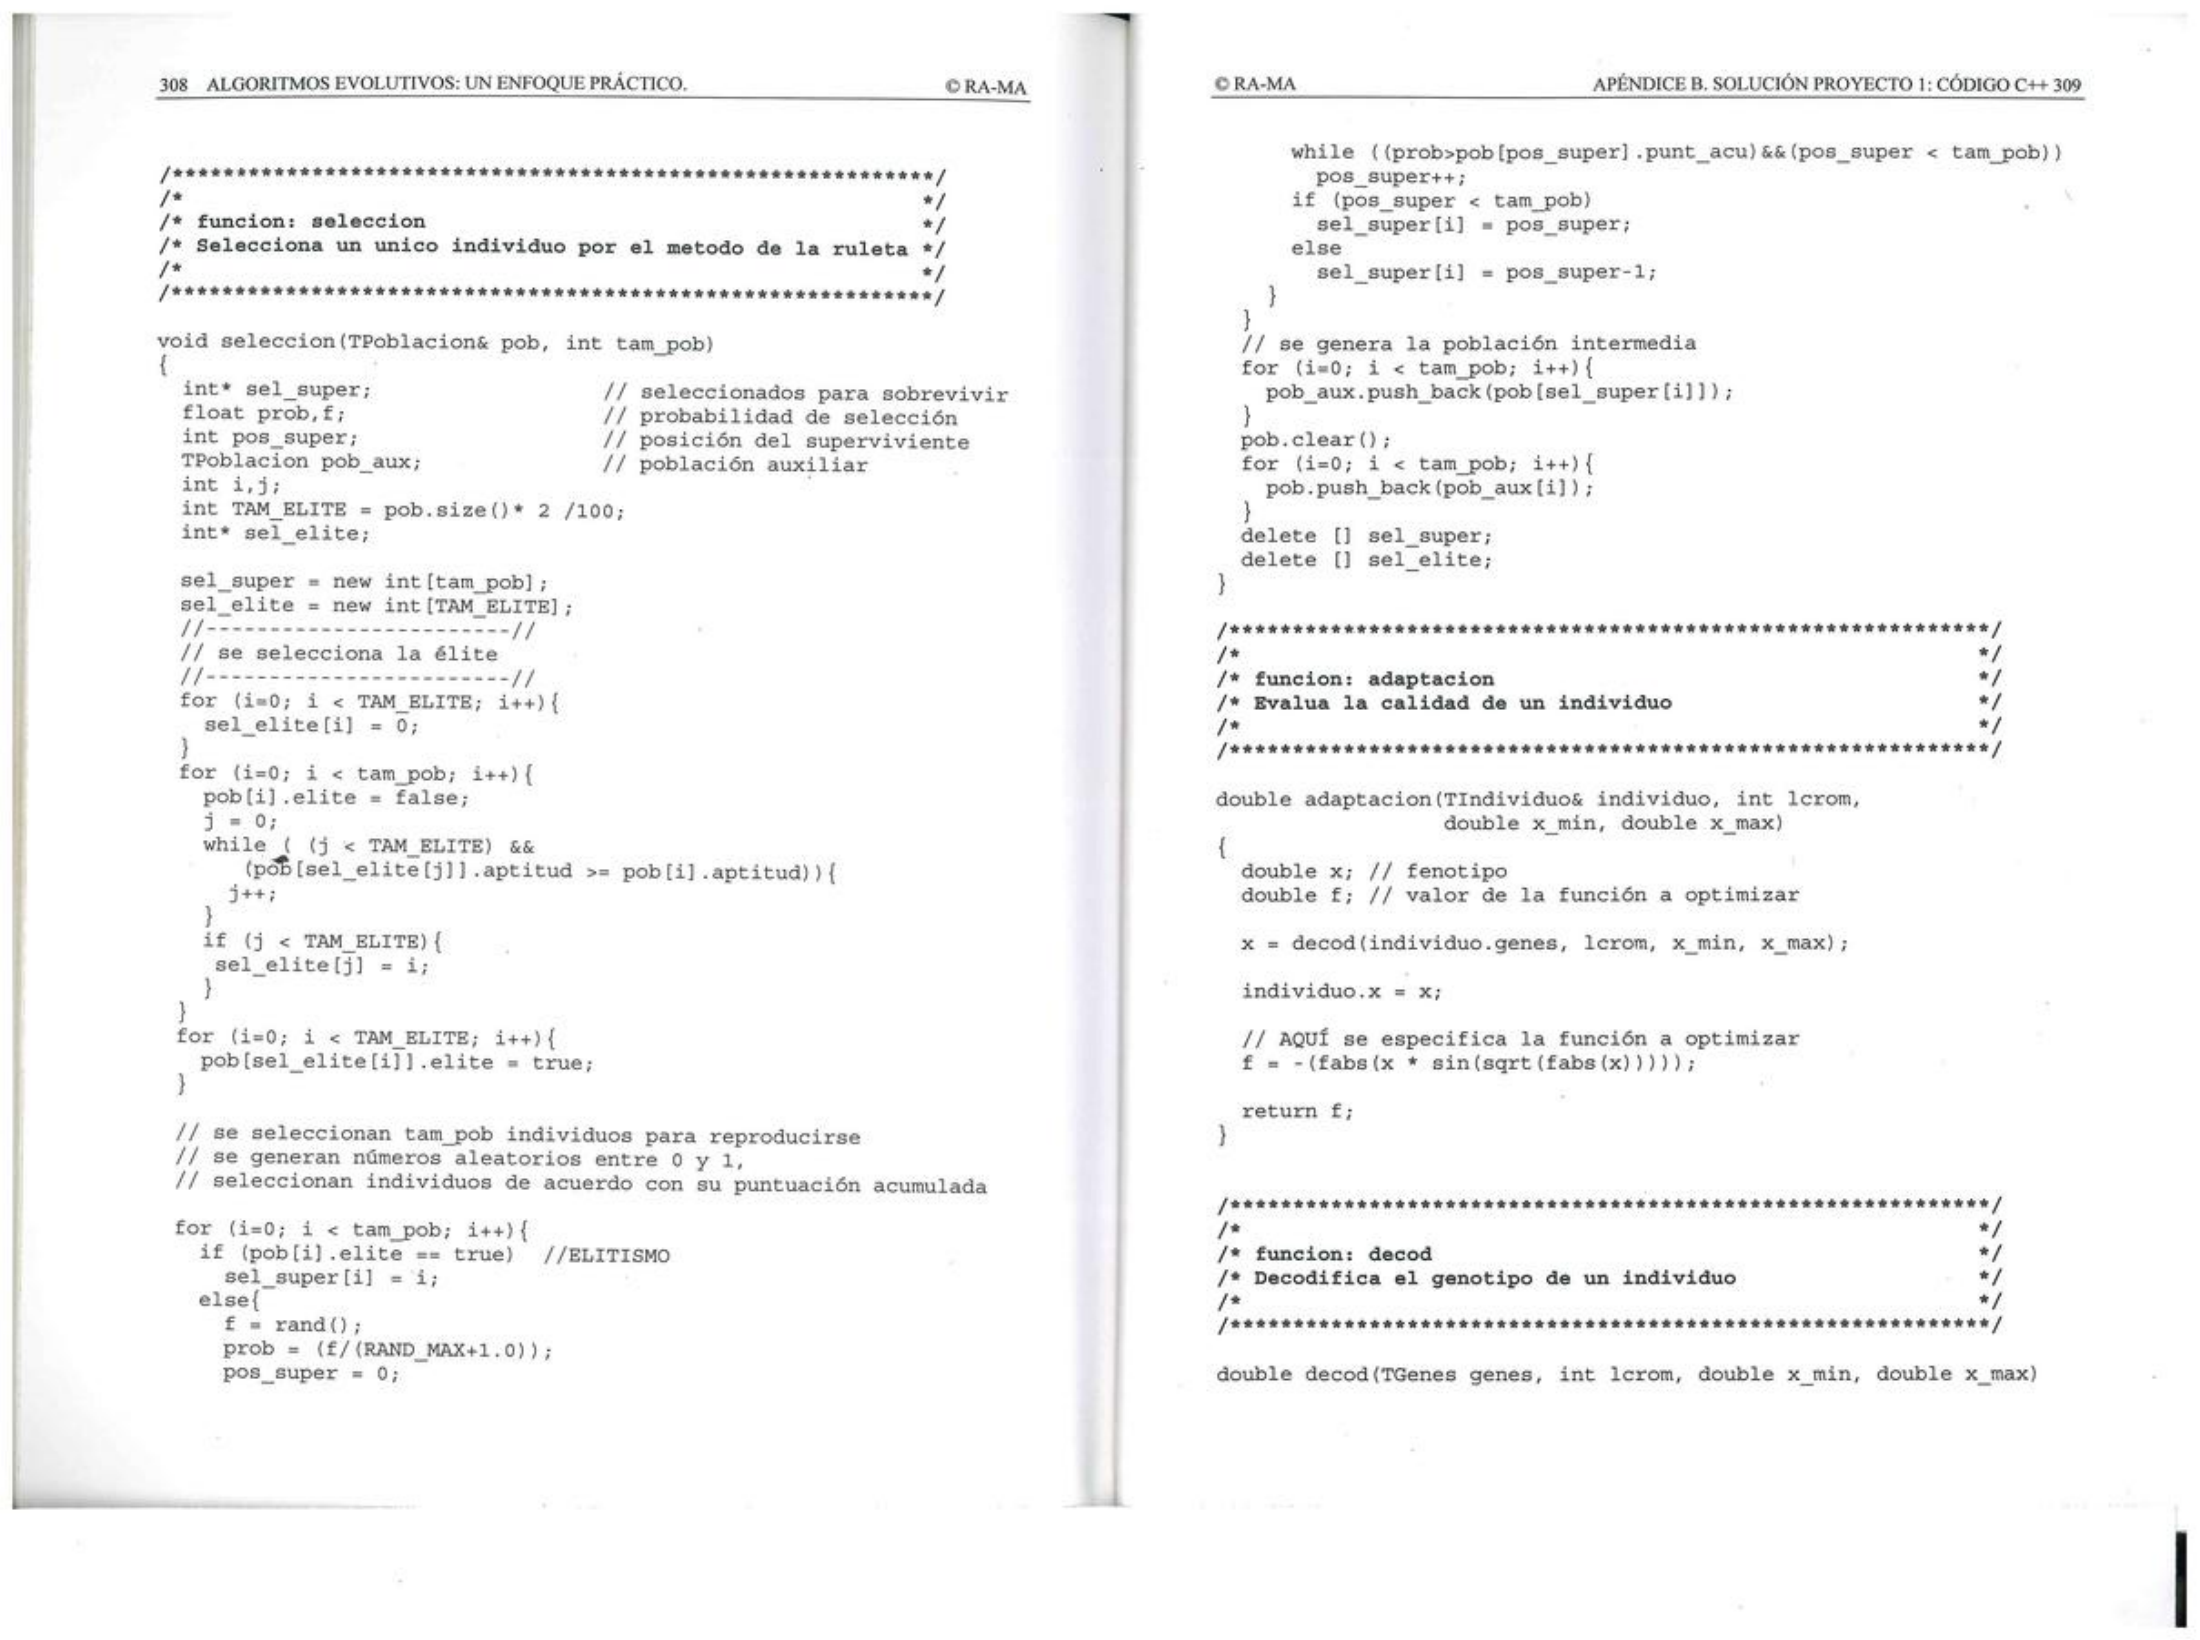 308 ALGORITMOS EVOLUTIVOS: UN ENFOQUE PRÁCTICO. © RA-MA
/************************************************************/
/* */
/* funcion: seleccion */
/* Selecciona un unico individuo por el metodo de la ruleta */
/* */
/************************************************************/
void seleccion(TPoblacion& pob, int tam_pob)
{
int* sel_super; // seleccionados para sobrevivir
float prob,f; // probabilidad de selección
int pos_super; // posición del superviviente
TPoblacion pob_aux; // población auxiliar
int i,j;
int TAM_ELITE = pob.size()* 2 /100;
int* sel_elite;
sel_super = new int[tam_pob];
sel_elite = new int[TAM_ELITE];
//------------------------//
// se selecciona la élite
//------------------------//
for (i=0; i < TAM_ELITE; i++){
sel_elite[i] = 0;
}
for (i=0; i < tam_pob; i++){
pob[i].elite = false;
j = 0;
while ( (j < TAM_ELITE) &&
(pob[sel_elite[j]].aptitud >= pob[i].aptitud)){
j++;
}
if (j < TAM_ELITE){
sel_elite[j] = i;
}
}
for (i=0; i < TAM_ELITE; i++){
pob[sel_elite[i]].elite = true;
}
// se seleccionan tam_pob individuos para reproducirse
// se generan números aleatorios entre 0 y 1,
// seleccionan individuos de acuerdo con su puntuación acumulada
for (i=0; i < tam_pob; i++){
if (pob[i].elite == true) //ELITISMO
sel_super[i] = i;
else{
f = rand();
prob = (f/(RAND_MAX+1.0));
pos_super = 0;
© RA-MA APÉNDICE B. SOLUCIÓN PROYECTO 1: CÓDIGO C++ 309
while ((prob>pob[pos_super].punt_acu)&&(pos_super < tam_pob))
pos_super++;
if (pos_super < tam_pob)
sel_super[i] = pos_super;
else
sel_super[i] = pos_super-1;
}
}
// se genera la población intermedia
for (i=0; i < tam_pob; i++){
pob_aux.push_back(pob[sel_super[i]]);
}
pob.clear();
for (i=0; i < tam_pob; i++){
pob.push_back(pob_aux[i]);
}
delete [] sel_super;
delete [] sel_elite;
}
/************************************************************/
/* */
/* funcion: adaptacion */
/* Evalua la calidad de un individuo */
/* */
/************************************************************/
double adaptacion(TIndividuo& individuo, int lcrom,
double x_min, double x_max)
{
double x; // fenotipo
double f; // valor de la función a optimizar
x = decod(individuo.genes, lcrom, x_min, x_max);
individuo.x = x;
// AQUÍ se especifica la función a optimizar
f = -(fabs(x * sin(sqrt(fabs(x)))));
return f;
}
/************************************************************/
/* */
/* funcion: decod */
/* Decodifica el genotipo de un individuo */
/* */
/************************************************************/
double decod(TGenes genes, int lcrom, double x_min, double x_max)